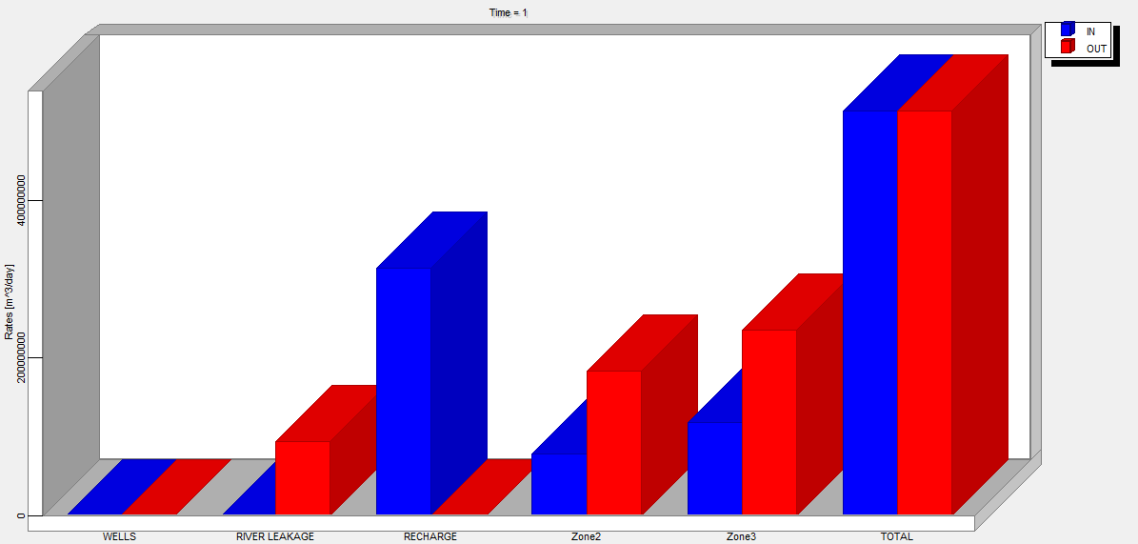 Time = 1
IN
OUT
Rates [m^3/day]
400000000
200000000
0
WELLS
RIVER LEAKAGE
RECHARGE
Zone2
Zone3
TOTAL